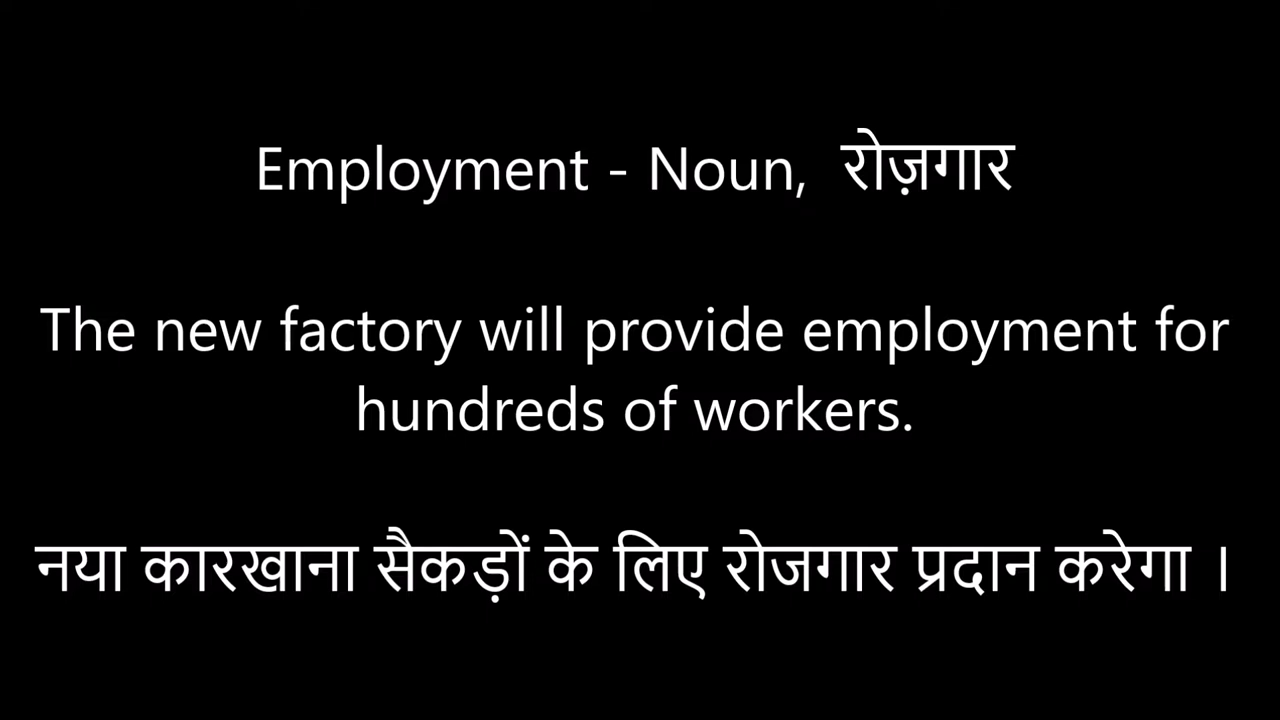 Employment - Noun, रोज़गार
The new factory will provide employment for
hundreds of workers.
नया कारखाना सैकड़ों के लिए रोजगार प्रदान करेगा ।